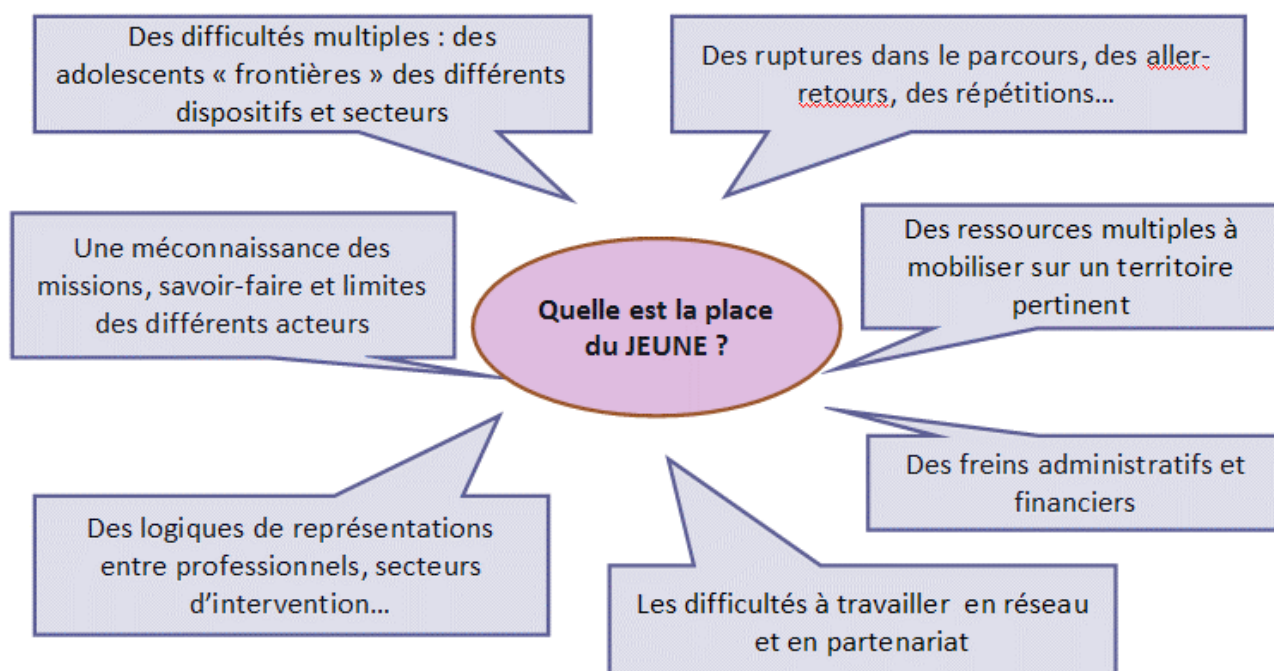 Des difficultés multiples : des
adolescents « frontières » des différents
dispositifs et secteurs
Des ruptures dans le parcours, des aller-
retours, des répétitions...
Une méconnaissance des
missions, savoir-faire et limites
des différents acteurs
Quelle est la place
du JEUNE ?
Des ressources multiples à
mobiliser sur un territoire
pertinent
Des freins administratifs et
financiers
Des logiques de représentations
entre professionnels, secteurs
d’intervention...
Les difficultés à travailler en réseau
et en partenariat